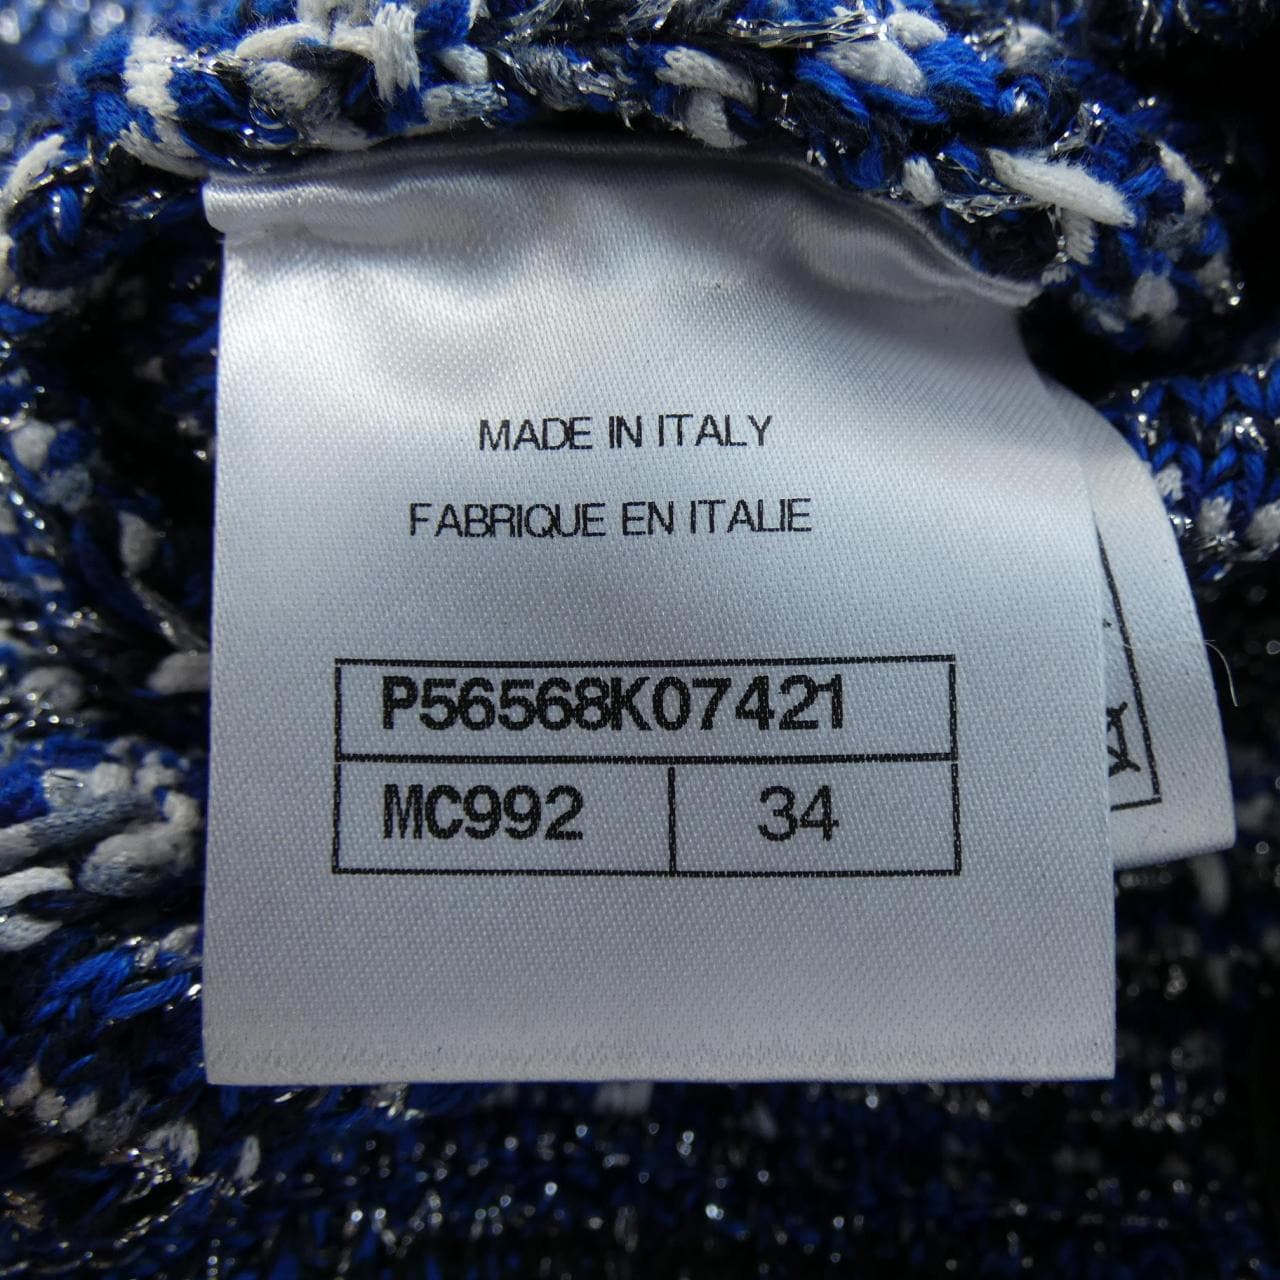 MADE IN ITALY
FABRIQUE EN ITALIE
P56568K07421
MC992 34